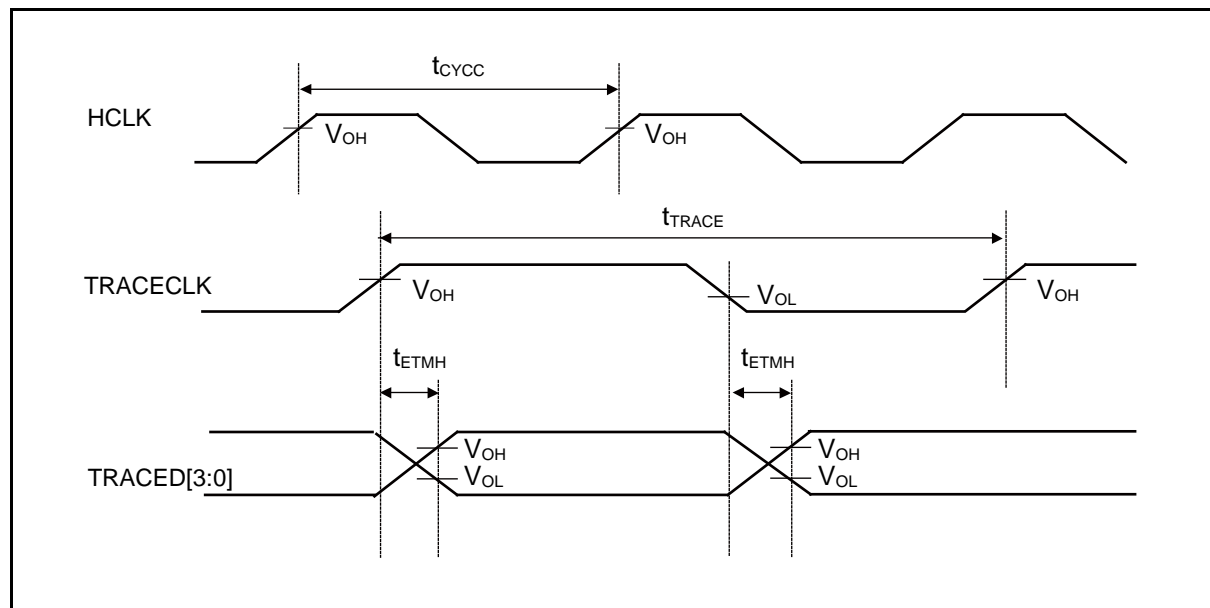 tCYCC
HCLK
VOH
VOH
tTRACE
TRACECLK
VOH
VOL
VOH
tETMH
tETMH
TRACED[3:0]
VOH
VOL
VOH
VOL